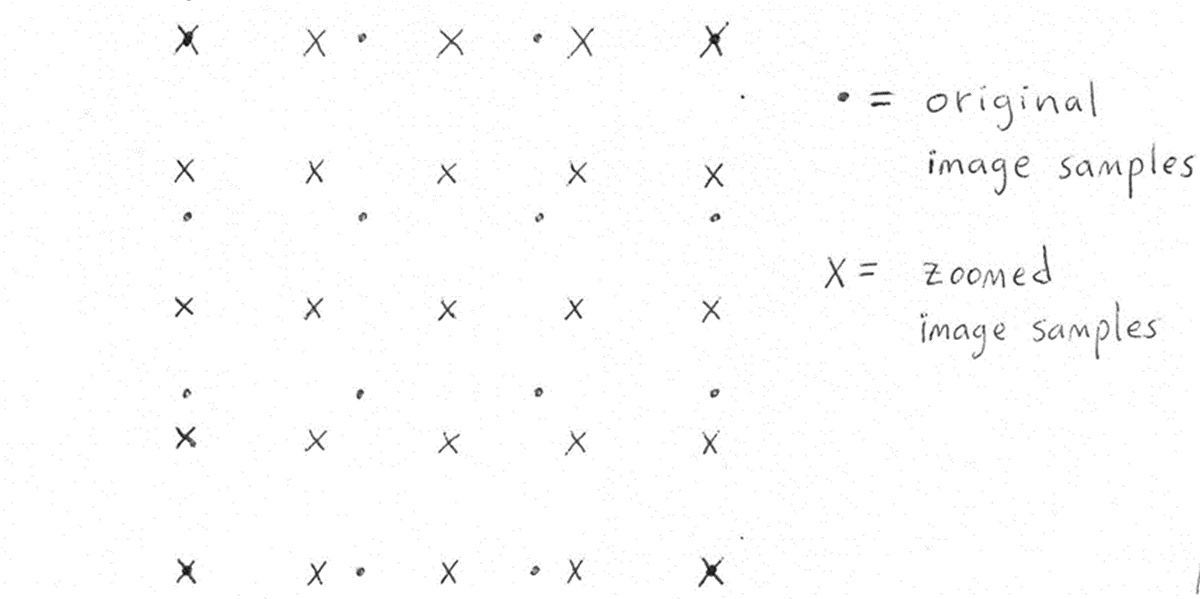 • = original
image samples
X = zoomed
image samples